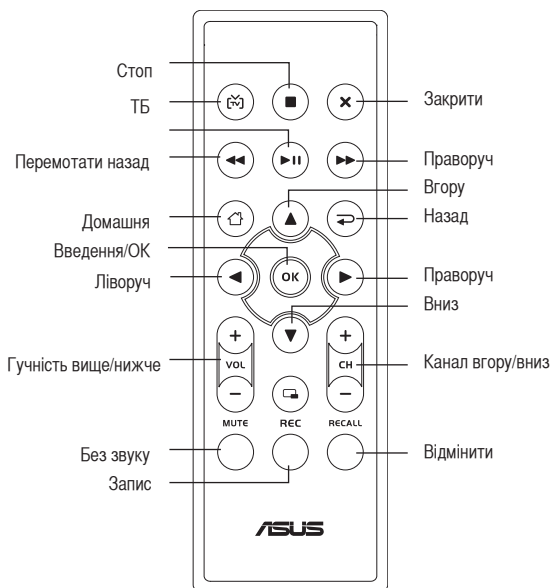 Стоп
ТБ
Закрити
Перемотати назад
Праворуч
Вгору
Домашня
Назад
Введення/ОК
OK
Ліворуч
Праворуч
Вниз
Гучність вище/нижче
+ VOL −
+ CH −
Канал вгору/вниз
MUTE REC RECALL
Без звуку
Відмінити
Запис
ASUS